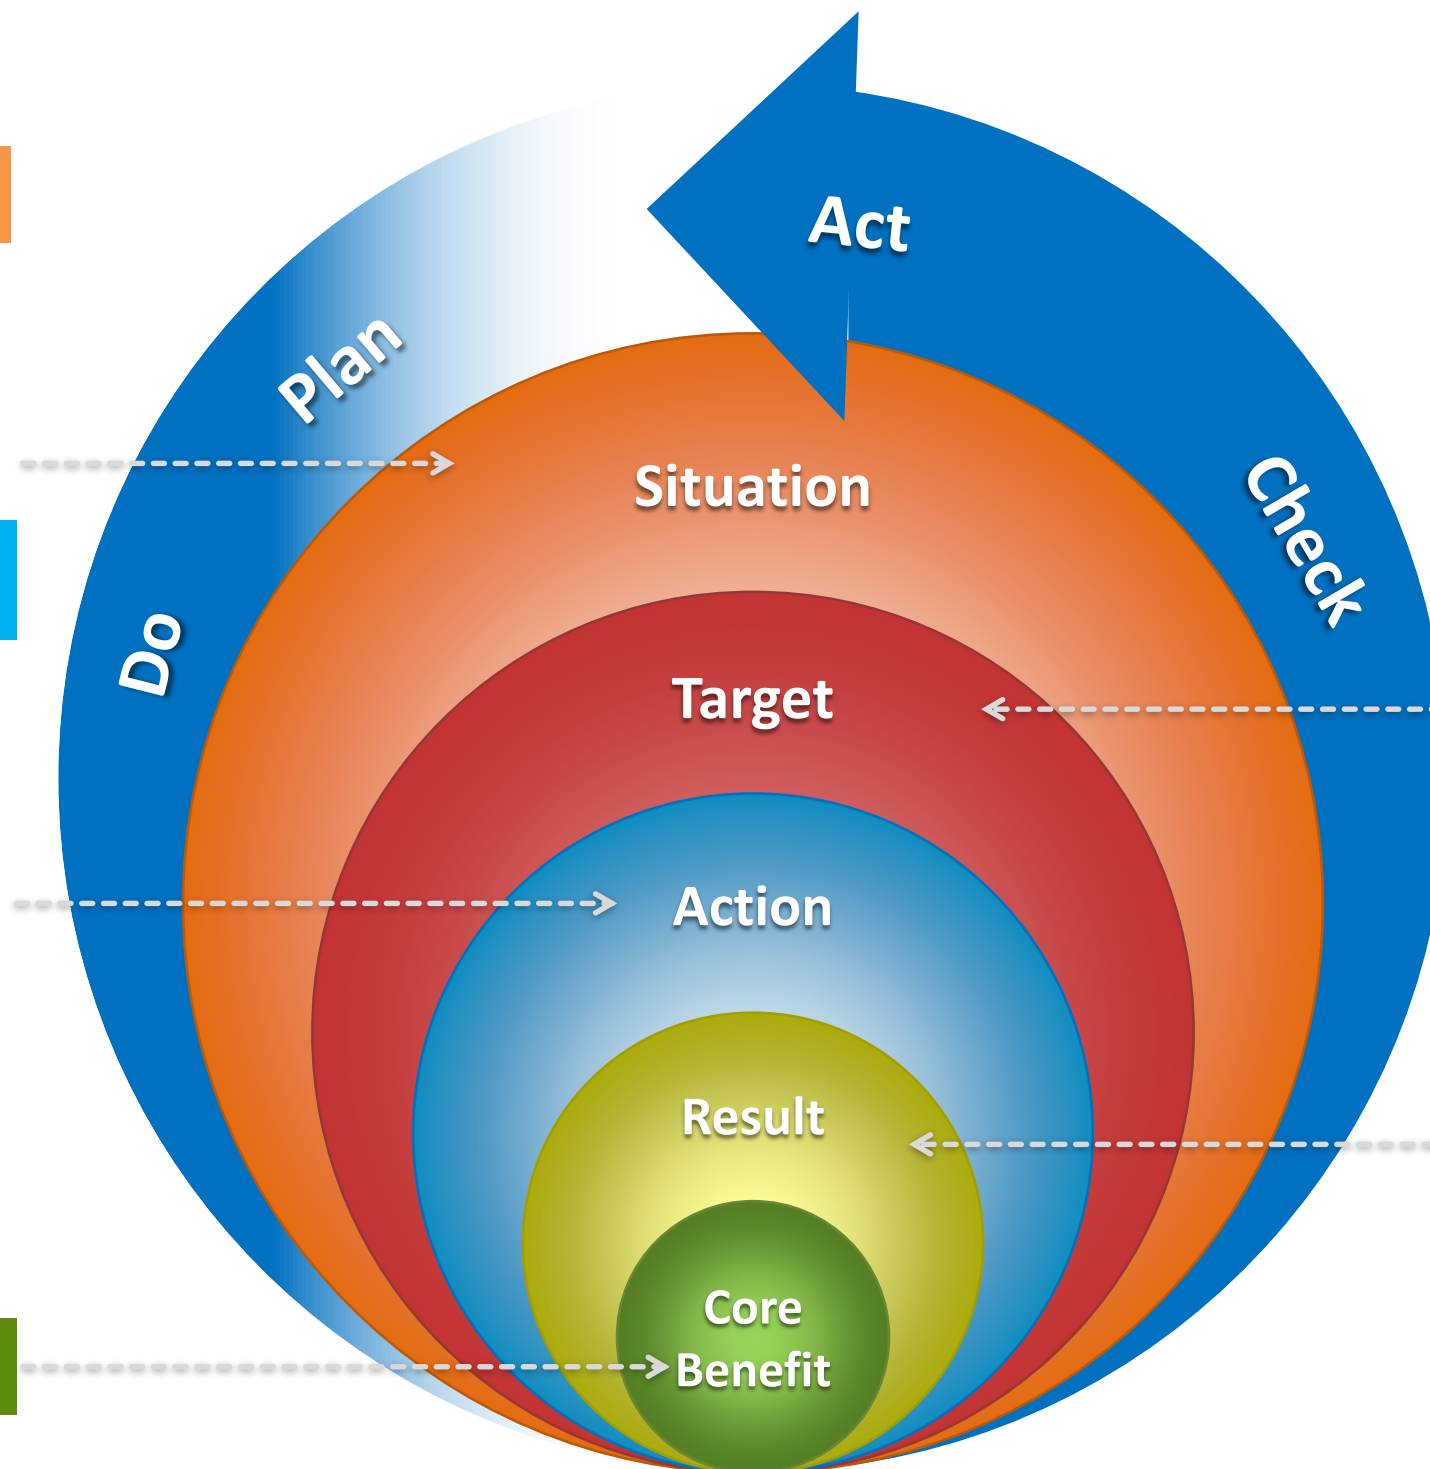 Act
Plan
Check
Situation
Do
Target
Action
Result
Core
Benefit